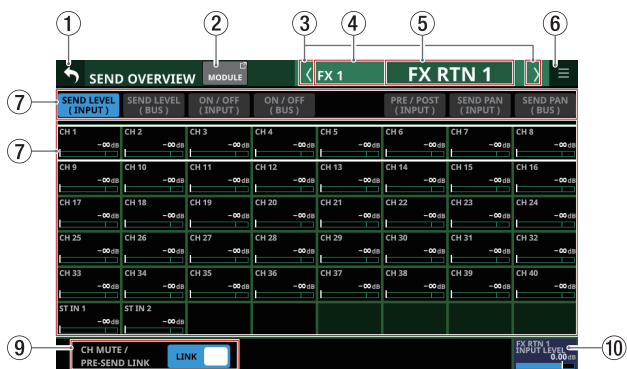 ① ② ③ ④ ⑤ ⑥
SEND OVERVIEW MODULE FX 1 FX RTN 1
⑦
SEND LEVEL SEND LEVEL ON / OFF ON / OFF PRE / POST SEND PAN SEND PAN
( INPUT ) ( BUS ) ( INPUT ) ( BUS ) ( INPUT ) ( INPUT ) ( BUS )
⑦
CH 1 CH 2 CH 3 CH 4 CH 5 CH 6 CH 7 CH 8
-∞dB -∞dB -∞dB -∞dB -∞dB -∞dB -∞dB -∞dB
CH 9 CH 10 CH 11 CH 12 CH 13 CH 14 CH 15 CH 16
-∞dB -∞dB -∞dB -∞dB -∞dB -∞dB -∞dB -∞dB
CH 17 CH 18 CH 19 CH 20 CH 21 CH 22 CH 23 CH 24
-∞dB -∞dB -∞dB -∞dB -∞dB -∞dB -∞dB -∞dB
CH 25 CH 26 CH 27 CH 28 CH 29 CH 30 CH 31 CH 32
-∞dB -∞dB -∞dB -∞dB -∞dB -∞dB -∞dB -∞dB
CH 33 CH 34 CH 35 CH 36 CH 37 CH 38 CH 39 CH 40
-∞dB -∞dB -∞dB -∞dB -∞dB -∞dB -∞dB -∞dB
ST IN 1 ST IN 2
-∞dB -∞dB
⑨
CH MUTE /
PRE-SEND LINK
LINK
FX RTN 1
INPUT LEVEL
0.00dB
⑩